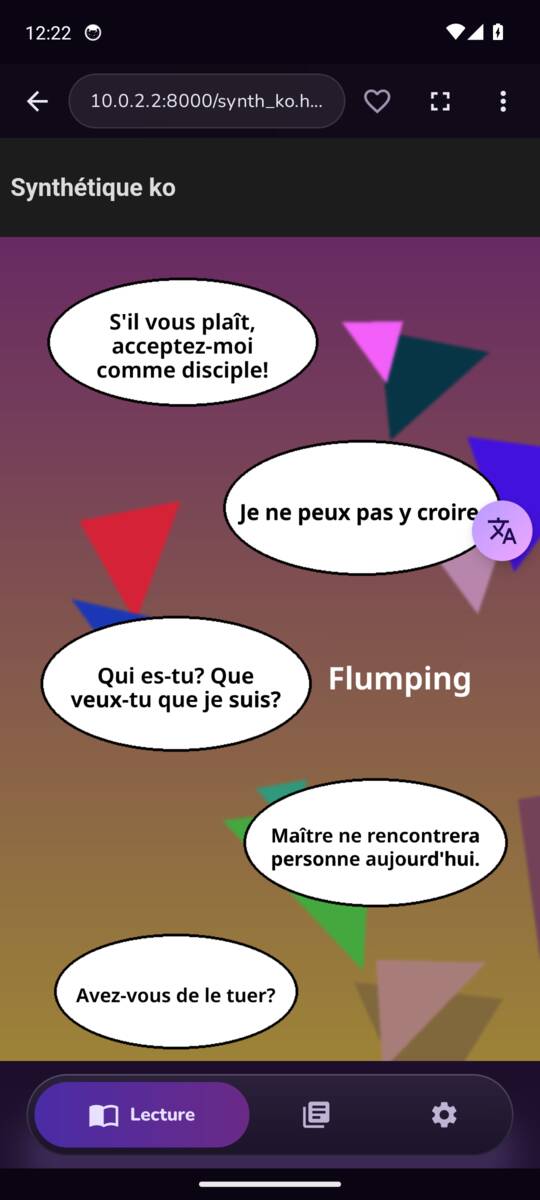 12:22
10.0.2.2:8000/synth_ko.h...
Synthétique ko
S'il vous plaît,
acceptez-moi
comme disciple!
Je ne peux pas y croire
Qui es-tu? Que
veux-tu que je suis?
Flumping
Maître ne rencontrera
personne aujourd'hui.
Avez-vous de le tuer?
Lecture